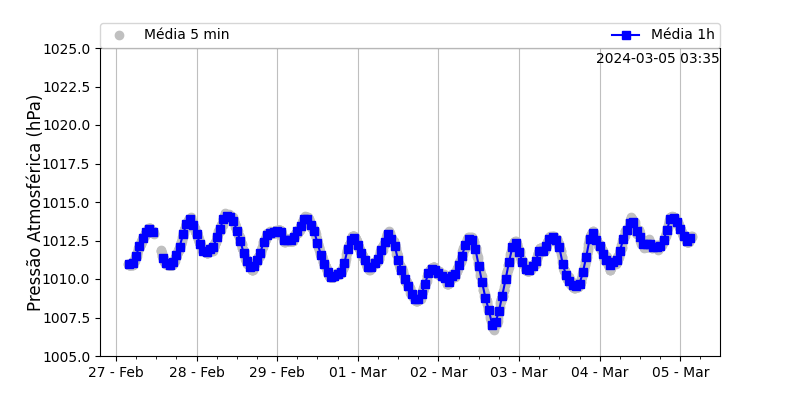 Média 5 min
Média 1h
2024-03-05 03:35
Pressão Atmosférica (hPa)
1025.0
1022.5
1020.0
1017.5
1015.0
1012.5
1010.0
1007.5
1005.0
27 - Feb
28 - Feb
29 - Feb
01 - Mar
02 - Mar
03 - Mar
04 - Mar
05 - Mar